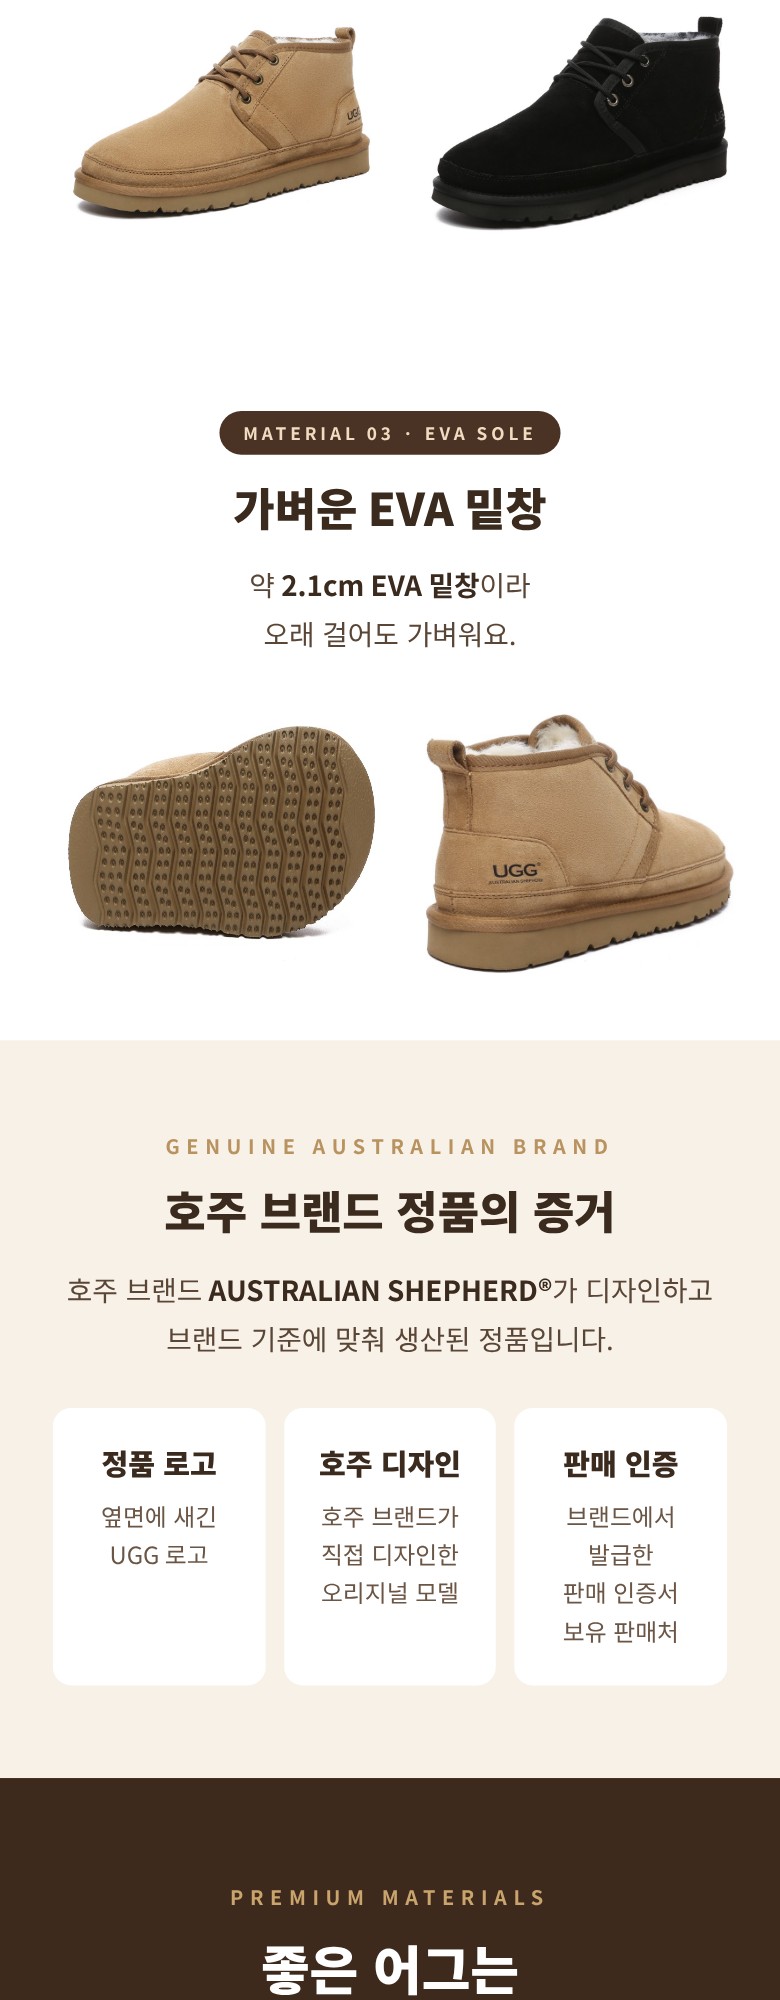 UGG
MATERIAL 03 · EVA SOLE
가벼운 EVA 밑창
약 2.1cm EVA 밑창이라
오래 걸어도 가벼워요.
UGG®
AUSTRALIAN SHEPHERD
GENUINE AUSTRALIAN BRAND
호주 브랜드 정품의 증거
호주 브랜드 AUSTRALIAN SHEPHERD®가 디자인하고
브랜드 기준에 맞춰 생산된 정품입니다.
정품 로고
옆면에 새긴
UGG 로고
호주 디자인
호주 브랜드가
직접 디자인한
오리지널 모델
판매 인증
브랜드에서
발급한
판매 인증서
보유 판매처
PREMIUM MATERIALS
좋은 어그는